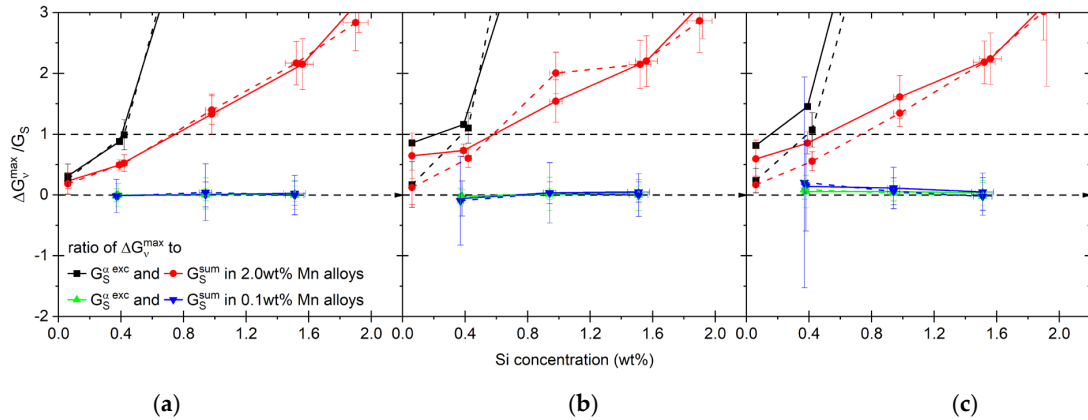 3
2
1
0
-1
-2
ΔG_ν^max/G_S
ratio of ΔG_ν^max to
G_S^α exc and G_S^sum in 2.0wt% Mn alloys
G_S^α exc and G_S^sum in 0.1wt% Mn alloys
0.0 0.4 0.8 1.2 1.6 2.0 0.0 0.4 0.8 1.2 1.6 2.0 0.0 0.4 0.8 1.2 1.6 2.0
Si concentration (wt%)
(a) (b) (c)